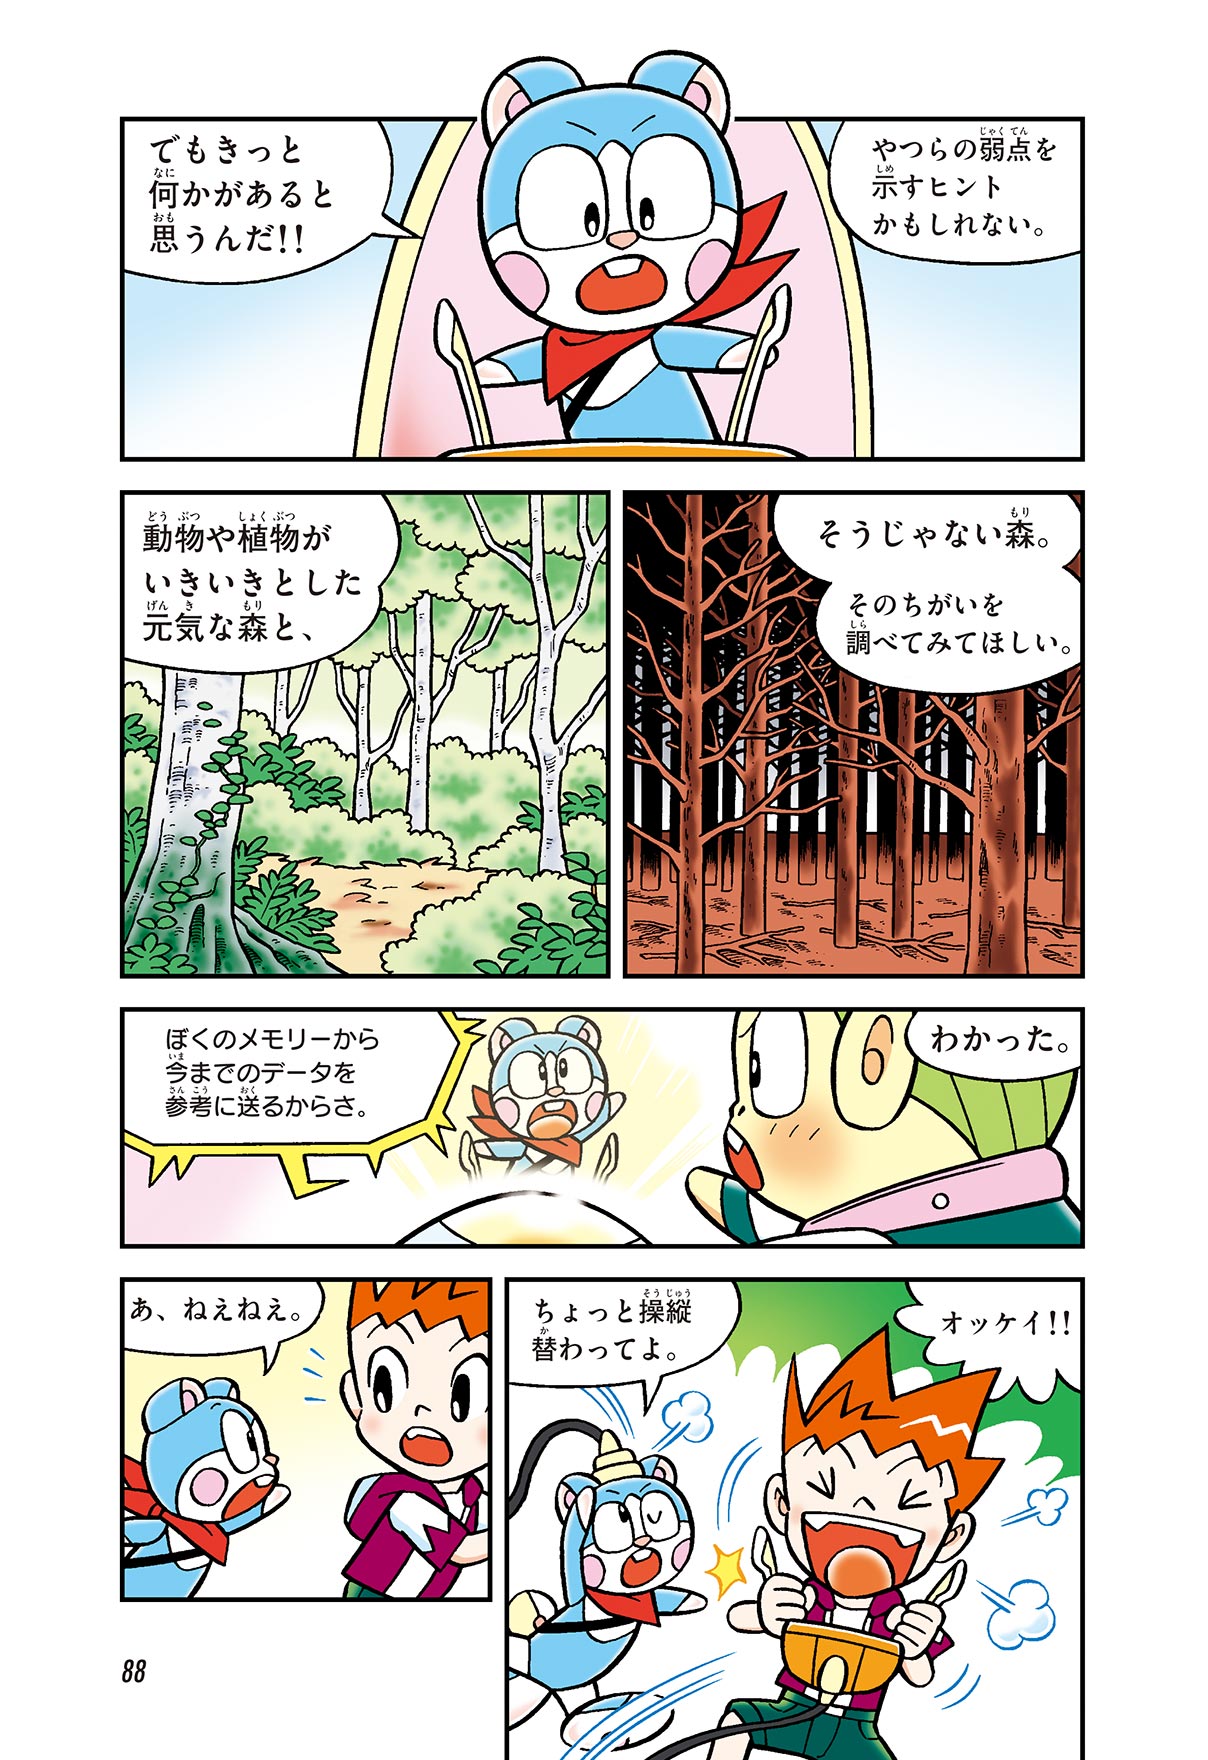 やつらの弱点を
示すヒント
かもしれない。
でもきっと
何かがあると
思うんだ!!
そうじゃない森。
そのちがいを
調べてみてほしい。
動物や植物が
いきいきとした
元気な森と、
わかった。
ぼくのメモリーから
今までのデータを
参考に送るからさ。
オッケイ!!
ちょっと操縦
替わってよ。
あ、ねえねえ。
88